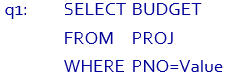 q1: SELECT BUDGET
FROM PROJ
WHERE PNO=Value